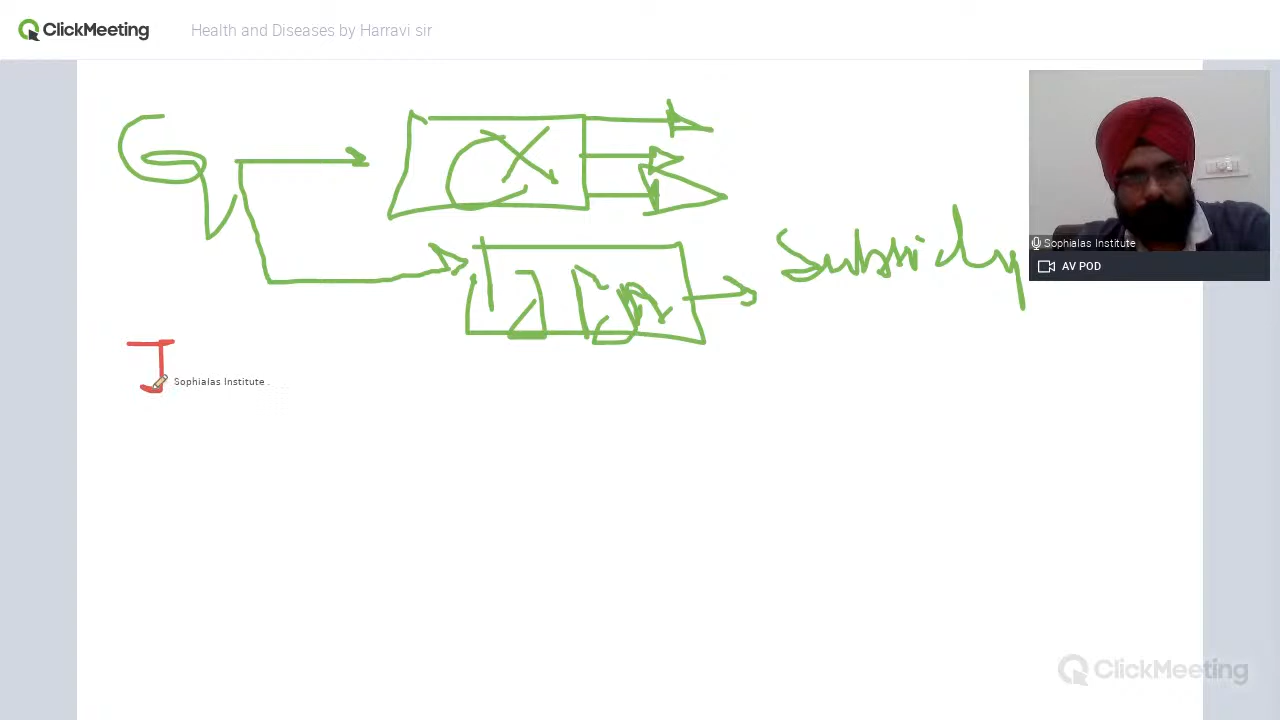 ClickMeeting Health and Diseases by Harravi sir
Subsidy
Sophialas Institute
AV POD
J
Sophialas Institute .
ClickMeeting